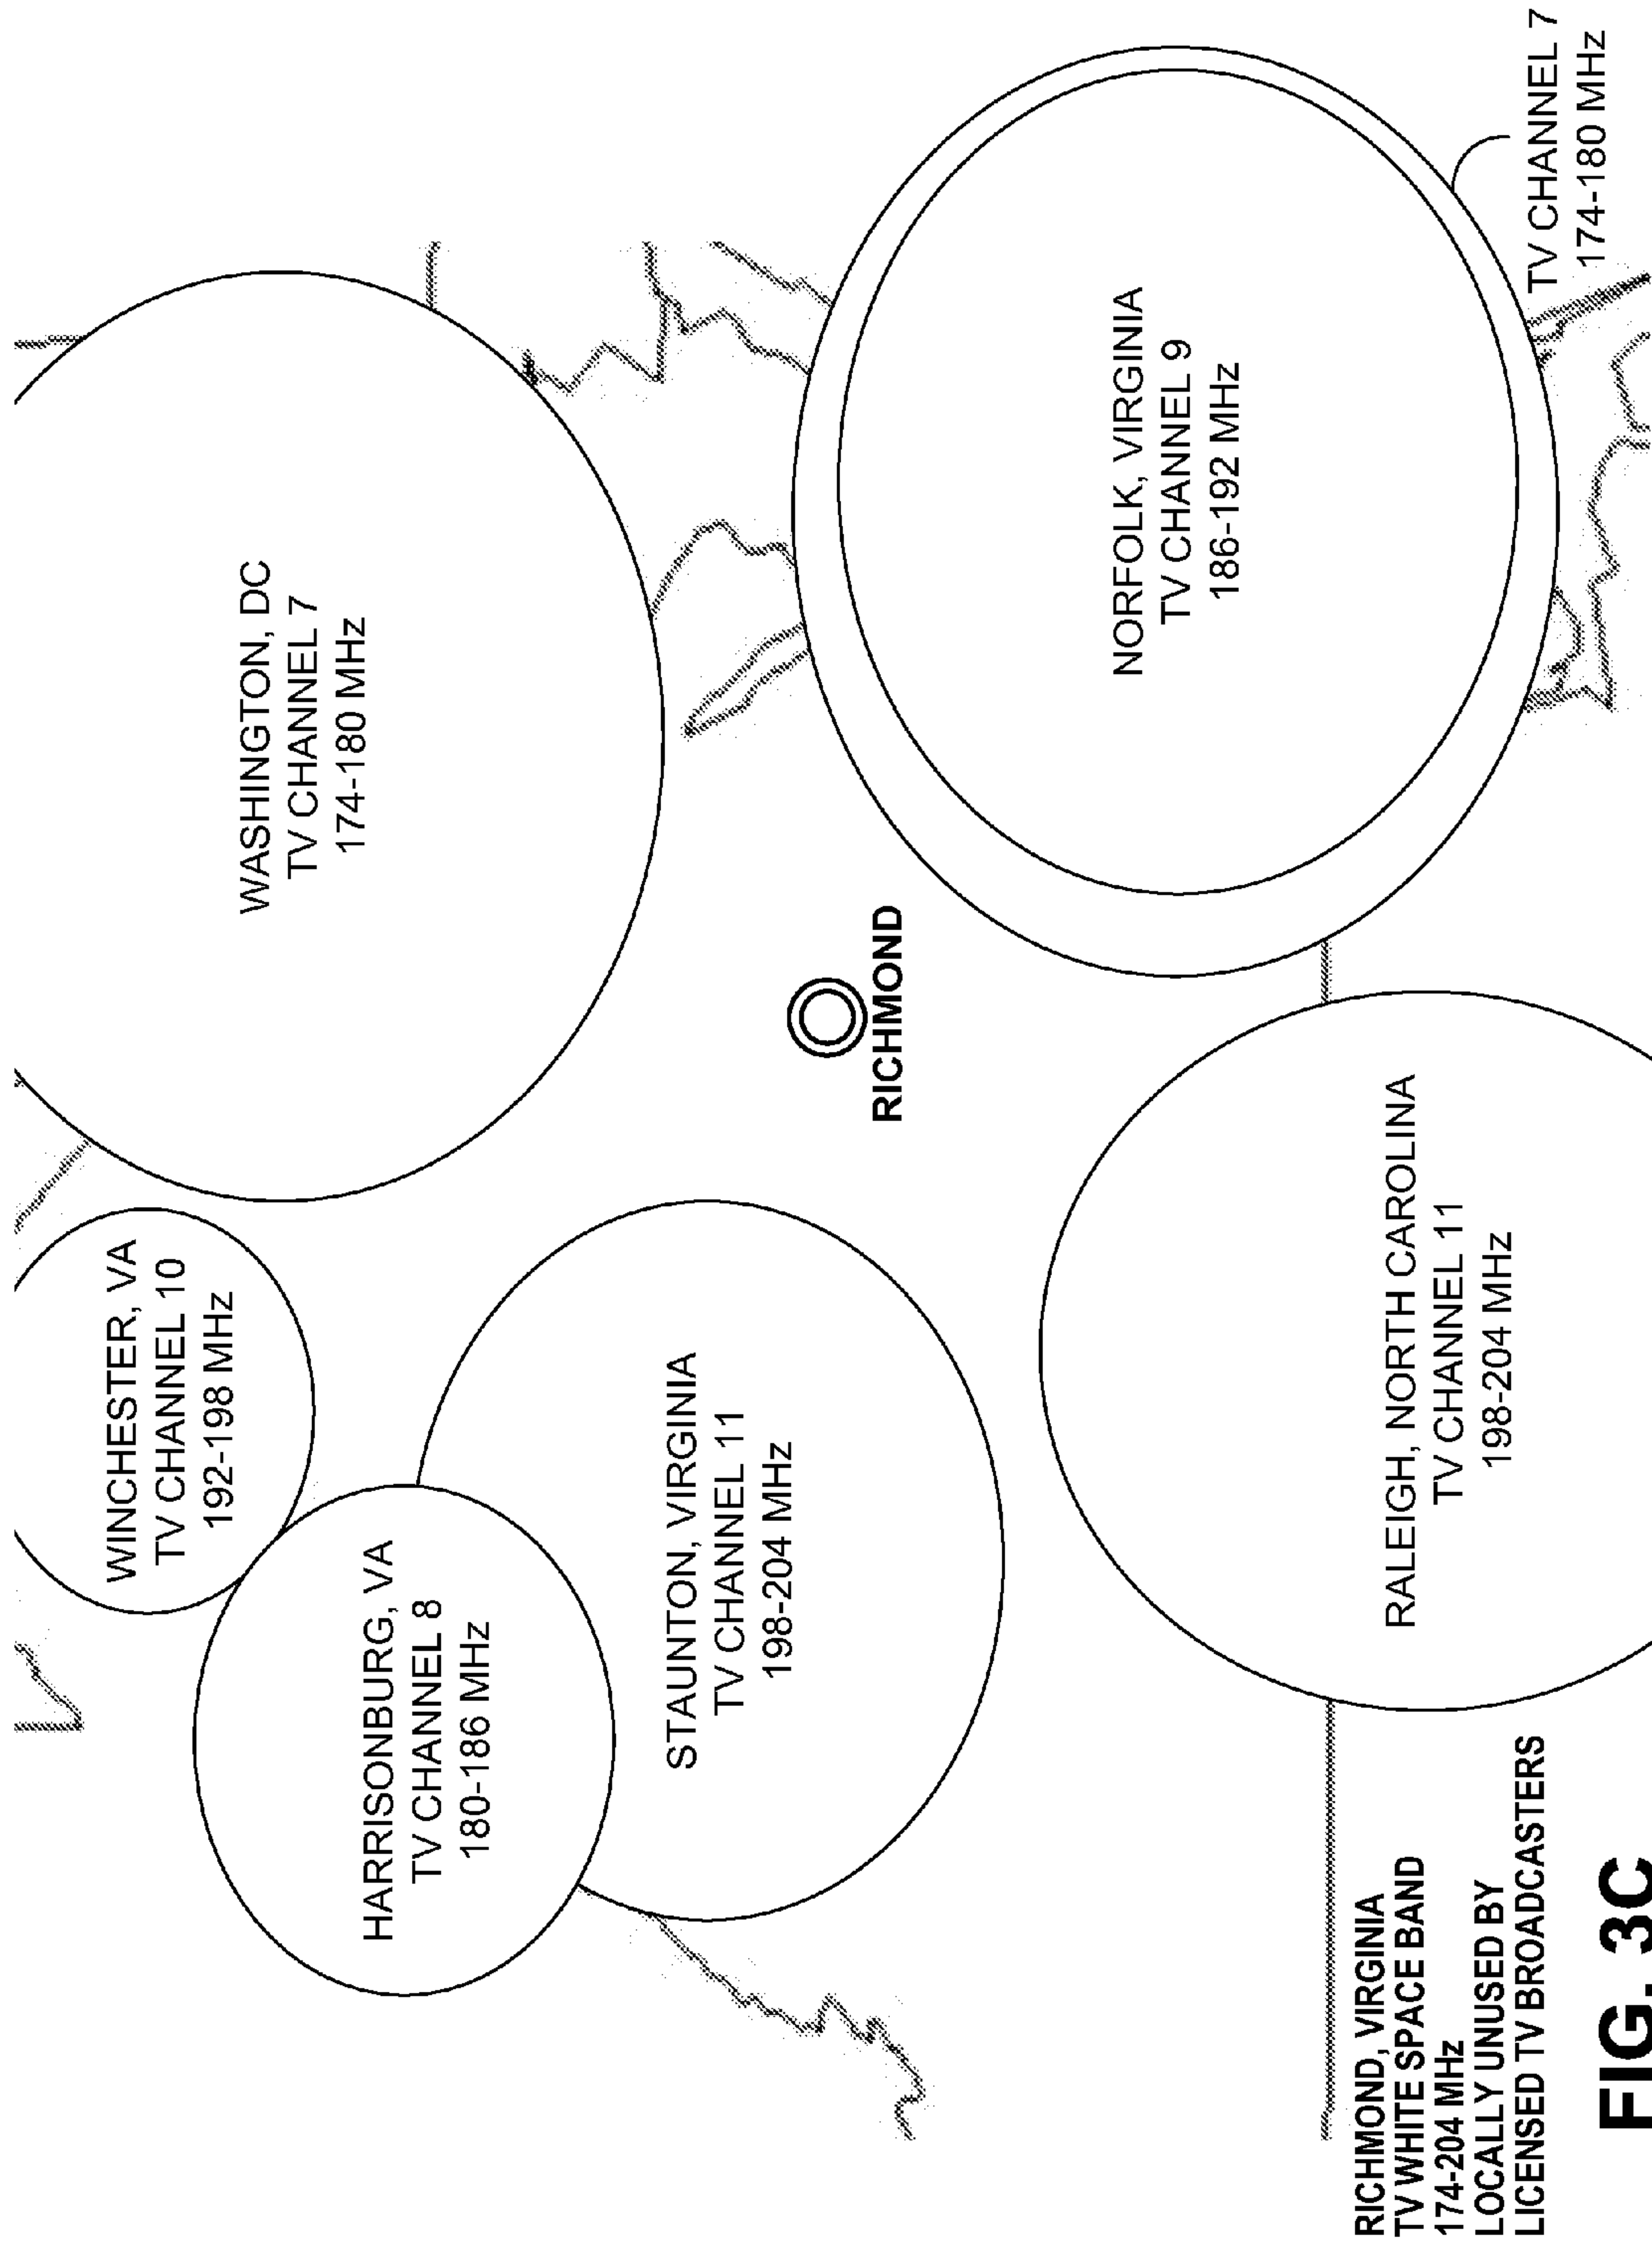 WINCHESTER, VA
TV CHANNEL 10
192-198 MHz
WASHINGTON, DC
TV CHANNEL 7
174-180 MHz
HARRISONBURG, VA
TV CHANNEL 8
180-186 MHz
STAUNTON, VIRGINIA
TV CHANNEL 11
198-204 MHz
RICHMOND
NORFOLK, VIRGINIA
TV CHANNEL 9
186-192 MHz
RALEIGH, NORTH CAROLINA
TV CHANNEL 11
198-204 MHz
TV CHANNEL 7
174-180 MHz
RICHMOND, VIRGINIA
TV WHITE SPACE BAND
174-204 MHz
LOCALLY UNUSED BY
LICENSED TV BROADCASTERS
FIG. 3C